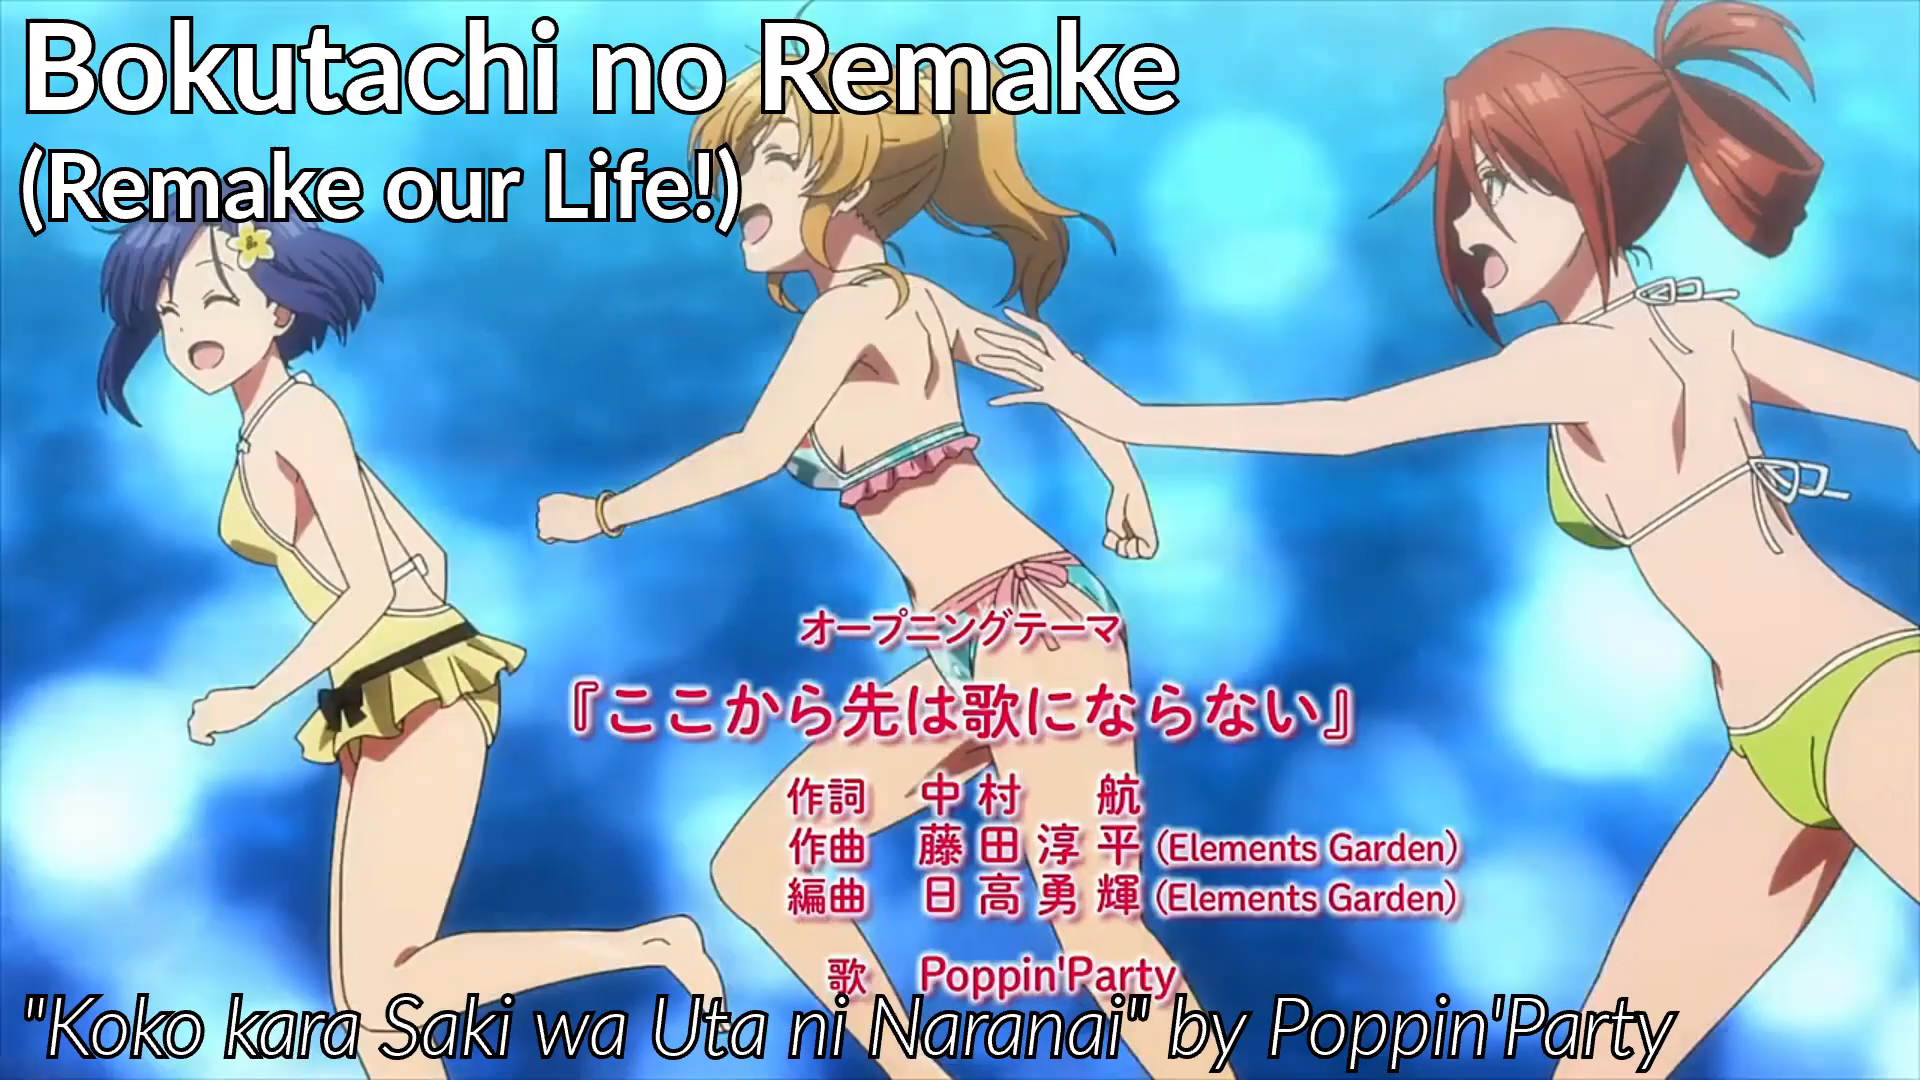 Bokutachi no Remake
(Remake our Life!)
オープニングテーマ
『ここから先は歌にならない』
作詞 中村 航
作曲 藤田淳平 (Elements Garden)
編曲 日高勇輝 (Elements Garden)
歌 Poppin'Party
"Koko kara Saki wa Uta ni Naranai" by Poppin'Party